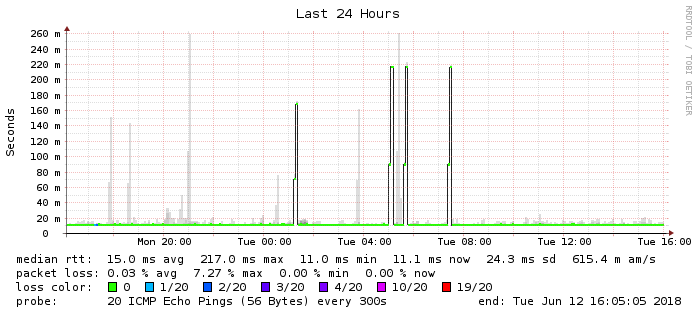 Last 24 Hours
RRDTOOL / TOBI OETIKER
Seconds
260 m
240 m
220 m
200 m
180 m
160 m
140 m
120 m
100 m
80 m
60 m
40 m
20 m
0
Mon 20:00 Tue 00:00 Tue 04:00 Tue 08:00 Tue 12:00 Tue 16:00
median rtt: 15.0 ms avg 217.0 ms max 11.0 ms min 11.1 ms now 24.3 ms sd 615.4 m am/s
packet loss: 0.03 % avg 7.27 % max 0.00 % min 0.00 % now
loss color: 0 1/20 2/20 3/20 4/20 10/20 19/20
probe: 20 ICMP Echo Pings (56 Bytes) every 300s end: Tue Jun 12 16:05:05 2018